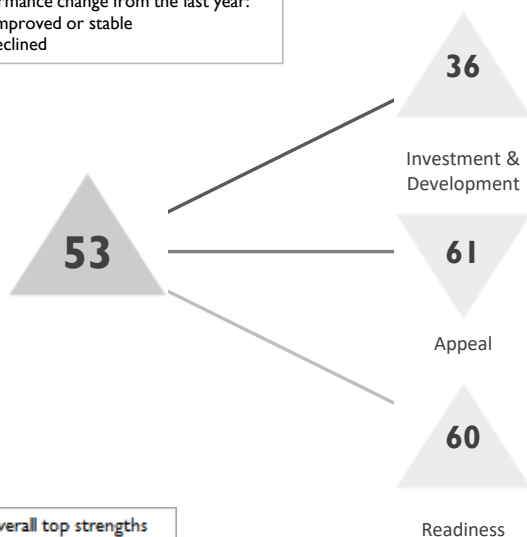 mance change from the last year:
mproved or stable
eclined
36
Investment &
Development
53
61
Appeal
60
Readiness
verall top strengths